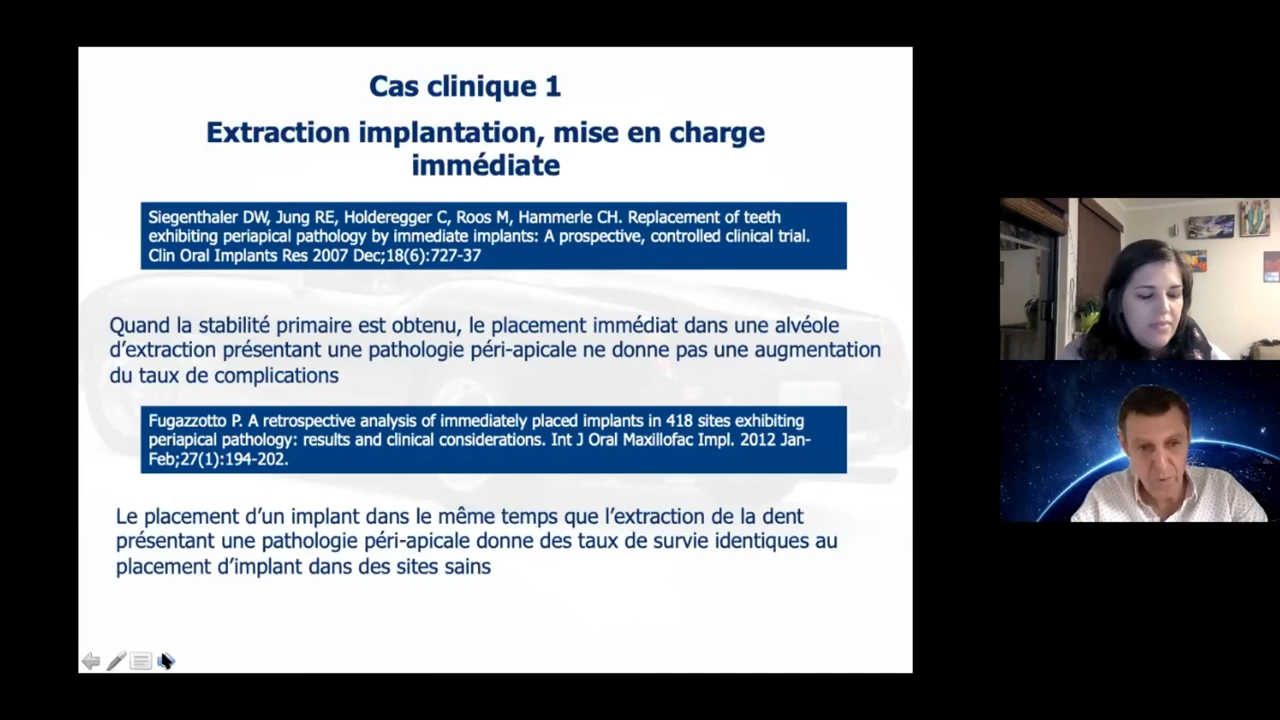 Cas clinique 1
Extraction implantation, mise en charge
immédiate
Siegenthaler DW, Jung RE, Holderegger C, Roos M, Hammerle CH. Replacement of teeth
exhibiting periapical pathology by immediate implants: A prospective, controlled clinical trial.
Clin Oral Implants Res 2007 Dec;18(6):727-37
Quand la stabilité primaire est obtenu, le placement immédiat dans une alvéole
d’extraction présentant une pathologie péri-apicale ne donne pas une augmentation
du taux de complications
Fugazzotto P. A retrospective analysis of immediately placed implants in 418 sites exhibiting
periapical pathology: results and clinical considerations. Int J Oral Maxillofac Impl. 2012 Jan-
Feb;27(1):194-202.
Le placement d’un implant dans le même temps que l’extraction de la dent
présentant une pathologie péri-apicale donne des taux de survie identiques au
placement d’implant dans des sites sains